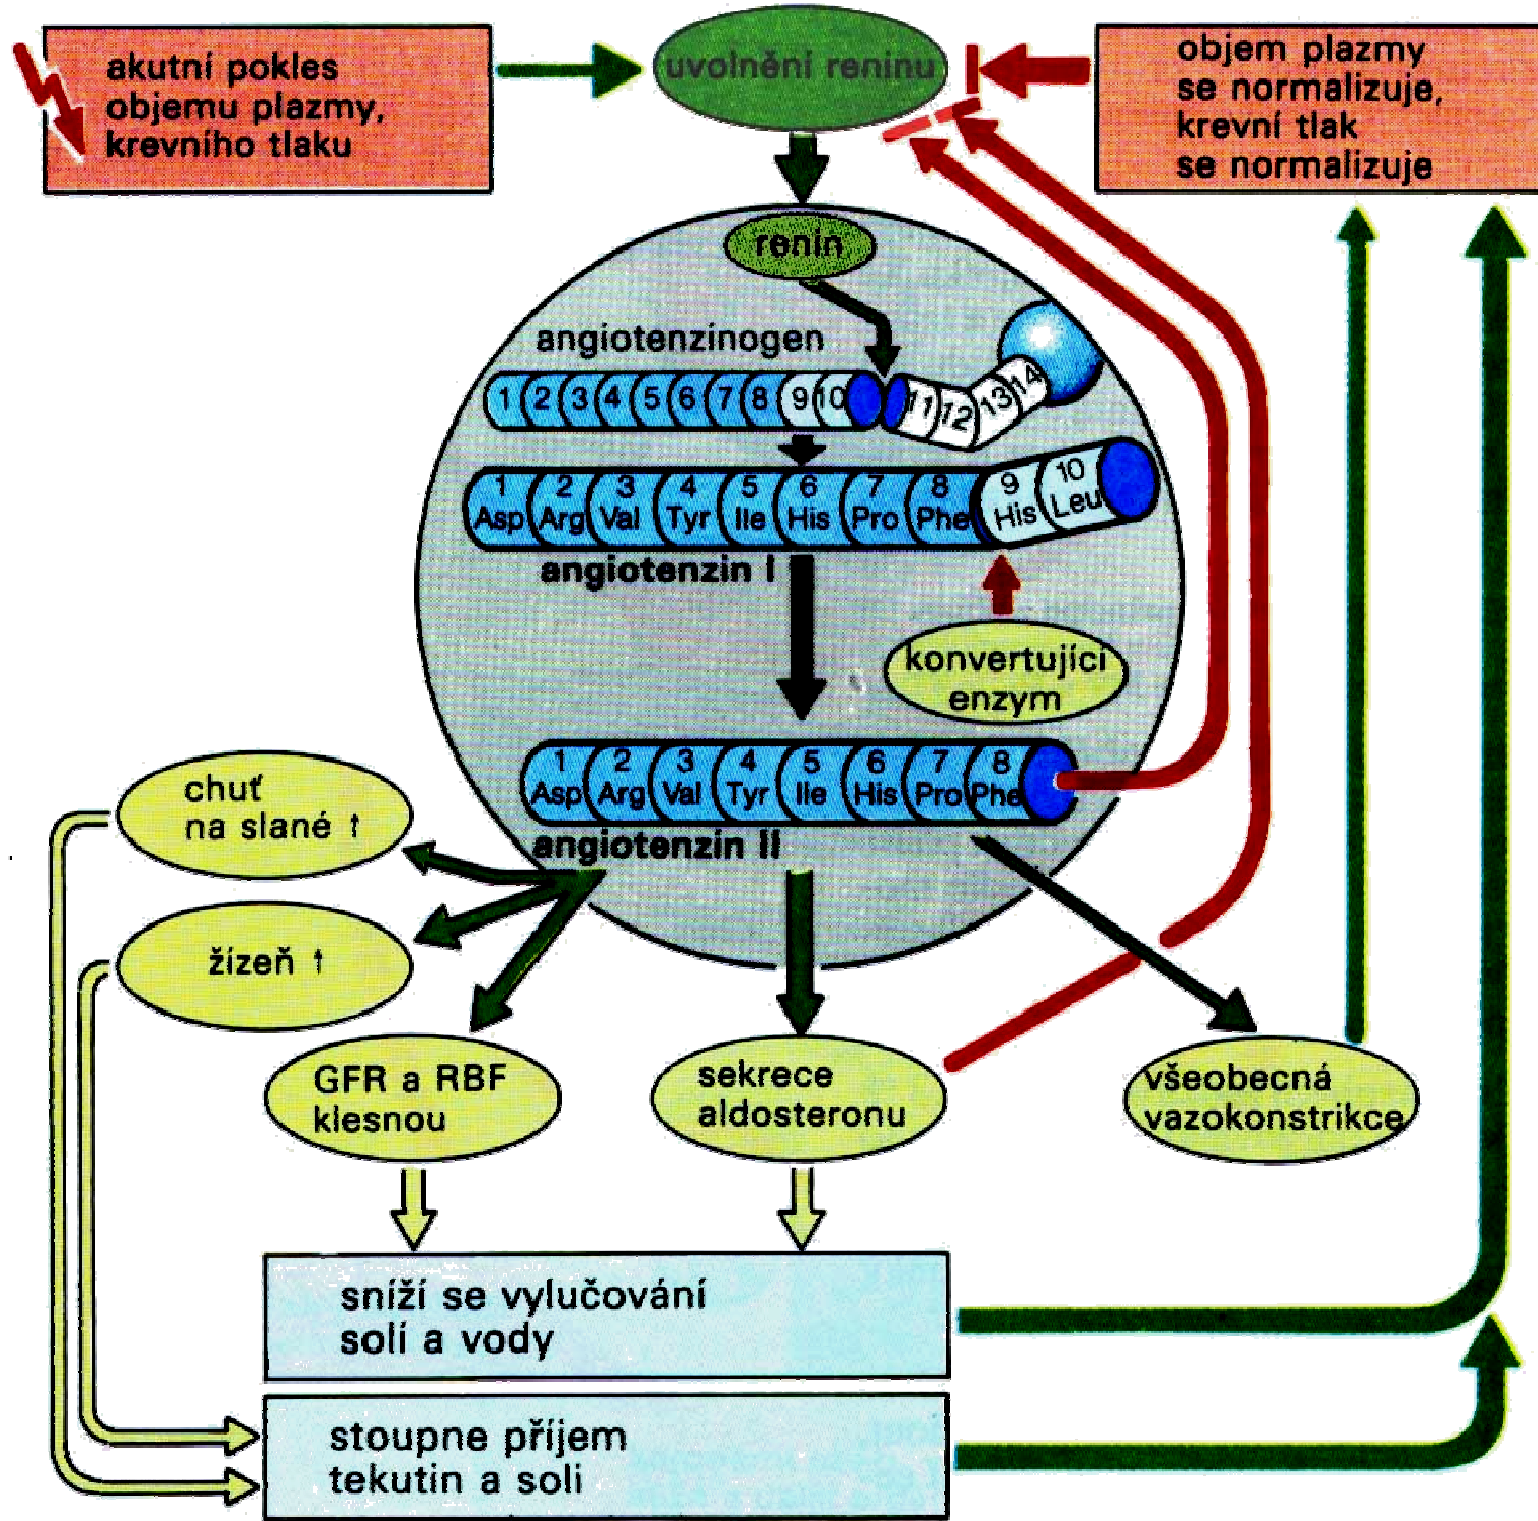 akutní pokles
objemu plazmy,
krevního tlaku
uvolnění reninu
objem plazmy
se normalizuje,
krevní tlak
se normalizuje
renin
angiotenzinogen
1 2 3 4 5 6 7 8 9 10 11 12 13 14
1 2 3 4 5 6 7 8 9 10
Asp Arg Val Tyr Ile His Pro Phe His Leu
angiotenzin I
konvertující
enzym
1 2 3 4 5 6 7 8
Asp Arg Val Tyr Ile His Pro Phe
angiotenzin II
chuť
na slané ↑
žízeň ↑
GFR a RBF
klesnou
sekrece
aldosteronu
všeobecná
vazokonstrikce
sníží se vylučování
solí a vody
stoupne příjem
tekutin a soli